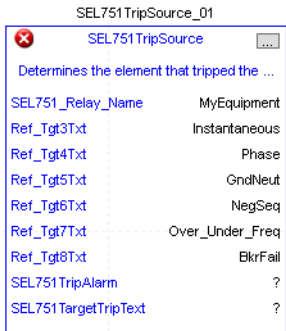 SEL751TripSource_01
SEL751TripSource ...
Determines the element that tripped the ...
SEL751_Relay_Name MyEquipment
Ref_Tgt3Txt Instantaneous
Ref_Tgt4Txt Phase
Ref_Tgt5Txt GndNeut
Ref_Tgt6Txt NegSeq
Ref_Tgt7Txt Over_Under_Freq
Ref_Tgt8Txt BkrFail
SEL751TripAlarm ?
SEL751TargetTripText ?